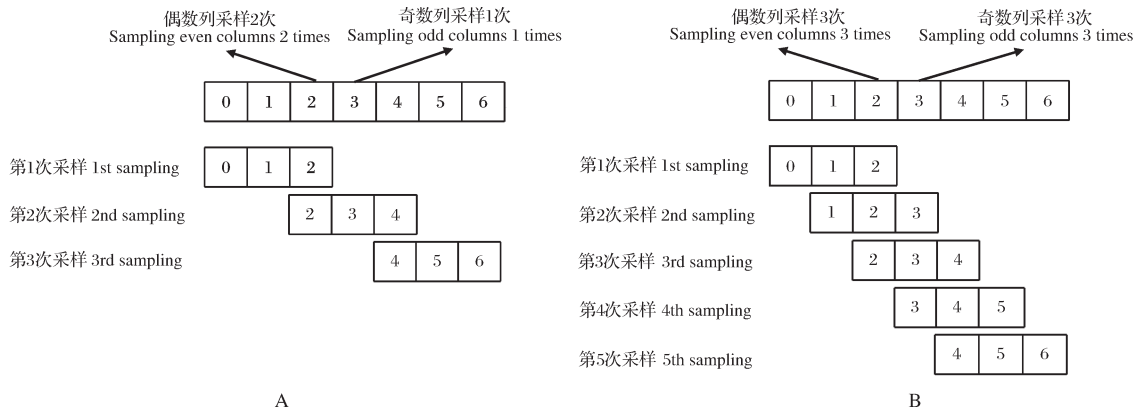 偶数列采样2次
Sampling even columns 2 times
奇数列采样1次
Sampling odd columns 1 times
0 1 2 3 4 5 6
第1次采样 1st sampling
0 1 2
第2次采样 2nd sampling
2 3 4
第3次采样 3rd sampling
4 5 6
A
偶数列采样3次
Sampling even columns 3 times
奇数列采样3次
Sampling odd columns 3 times
0 1 2 3 4 5 6
第1次采样 1st sampling
0 1 2
第2次采样 2nd sampling
1 2 3
第3次采样 3rd sampling
2 3 4
第4次采样 4th sampling
3 4 5
第5次采样 5th sampling
4 5 6
B